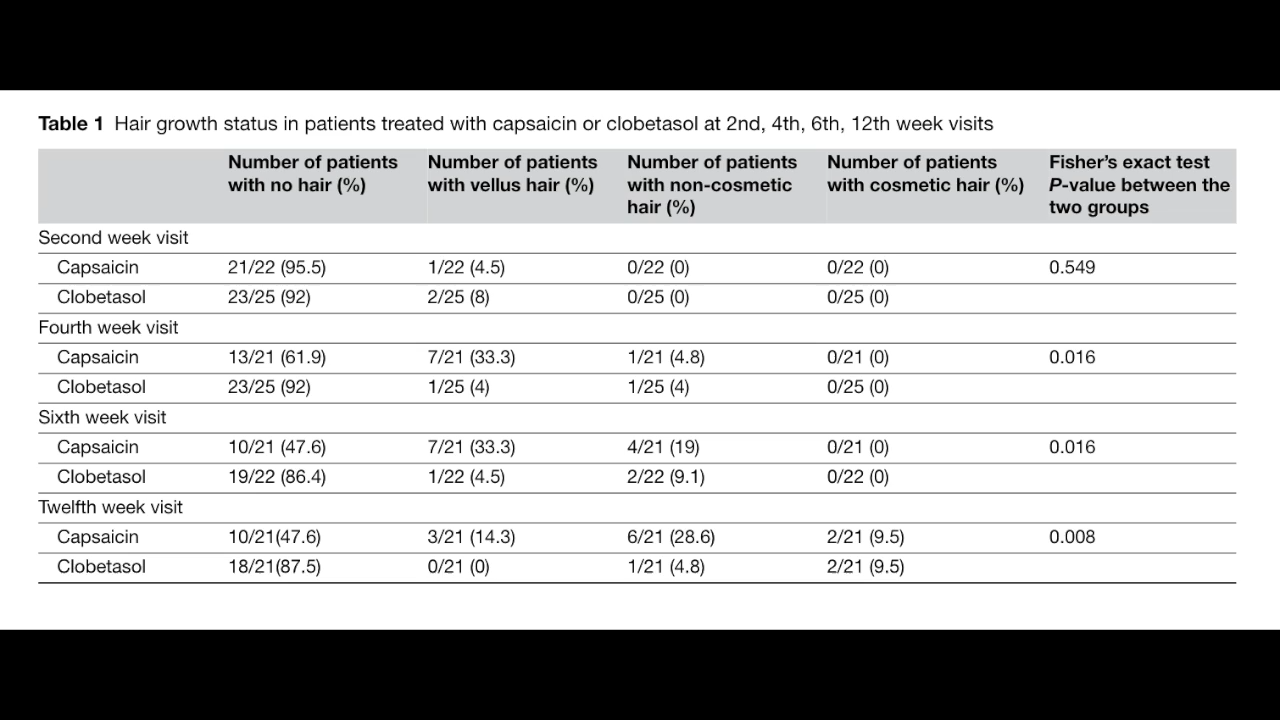 Table 1 Hair growth status in patients treated with capsaicin or clobetasol at 2nd, 4th, 6th, 12th week visits
Number of patients with no hair (%) Number of patients with vellus hair (%) Number of patients with non-cosmetic hair (%) Number of patients with cosmetic hair (%) Fisher's exact test P-value between the two groups
Second week visit
Capsaicin 21/22 (95.5) 1/22 (4.5) 0/22 (0) 0/22 (0) 0.549
Clobetasol 23/25 (92) 2/25 (8) 0/25 (0) 0/25 (0)
Fourth week visit
Capsaicin 13/21 (61.9) 7/21 (33.3) 1/21 (4.8) 0/21 (0) 0.016
Clobetasol 23/25 (92) 1/25 (4) 1/25 (4) 0/25 (0)
Sixth week visit
Capsaicin 10/21 (47.6) 7/21 (33.3) 4/21 (19) 0/21 (0) 0.016
Clobetasol 19/22 (86.4) 1/22 (4.5) 2/22 (9.1) 0/22 (0)
Twelfth week visit
Capsaicin 10/21(47.6) 3/21 (14.3) 6/21 (28.6) 2/21 (9.5) 0.008
Clobetasol 18/21(87.5) 0/21 (0) 1/21 (4.8) 2/21 (9.5)